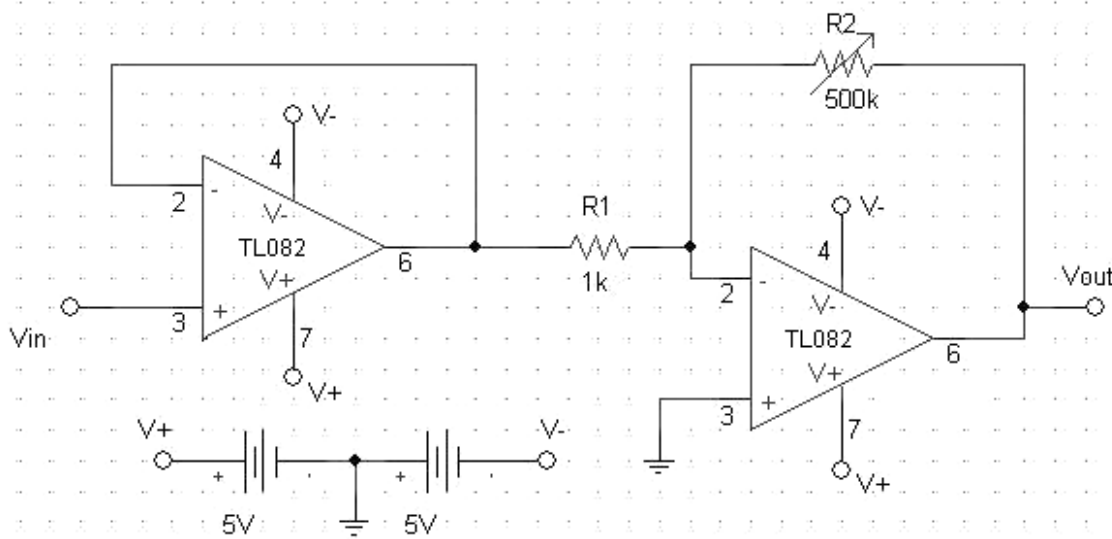 R2
500k
V-
4
2
-
V-
TL082
V+
6
3
+
Vin
7
V+
R1
1k
V-
4
2
-
V-
TL082
V+
6
3
+
7
V+
Vout
V+
V-
+
-
+
-
5V
5V